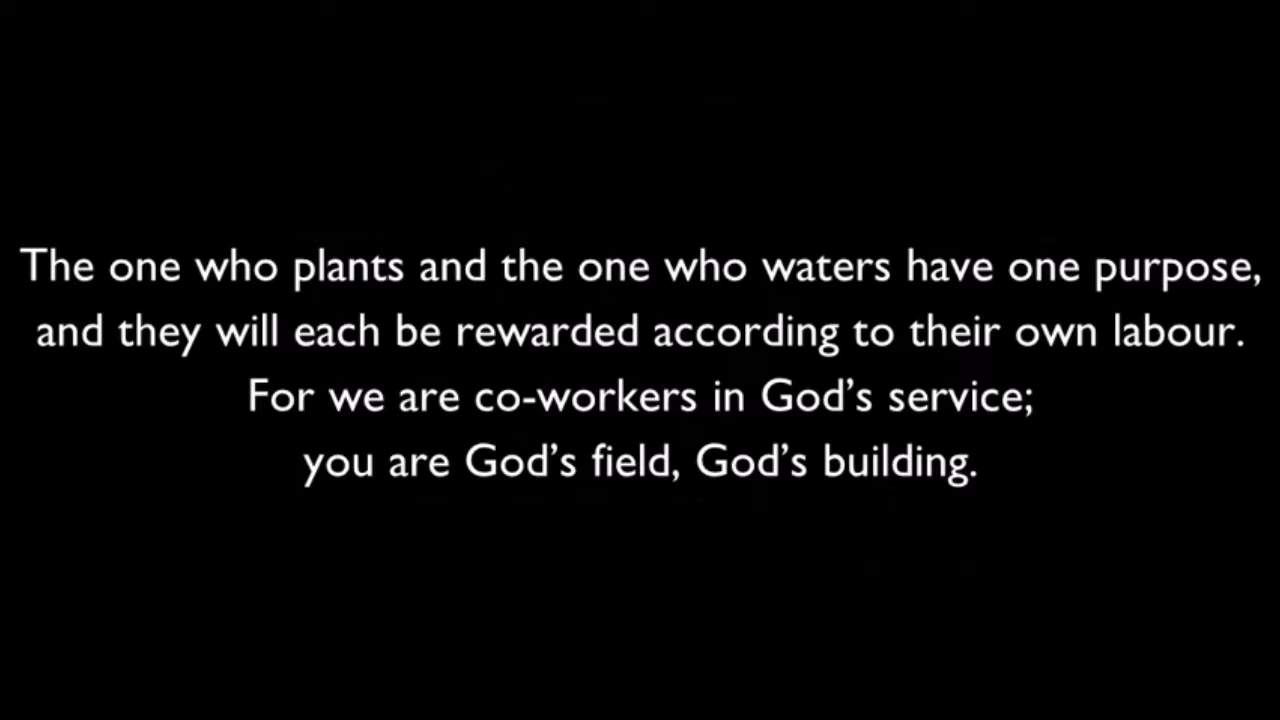 The one who plants and the one who waters have one purpose,
and they will each be rewarded according to their own labour.
For we are co-workers in God’s service;
you are God’s field, God’s building.